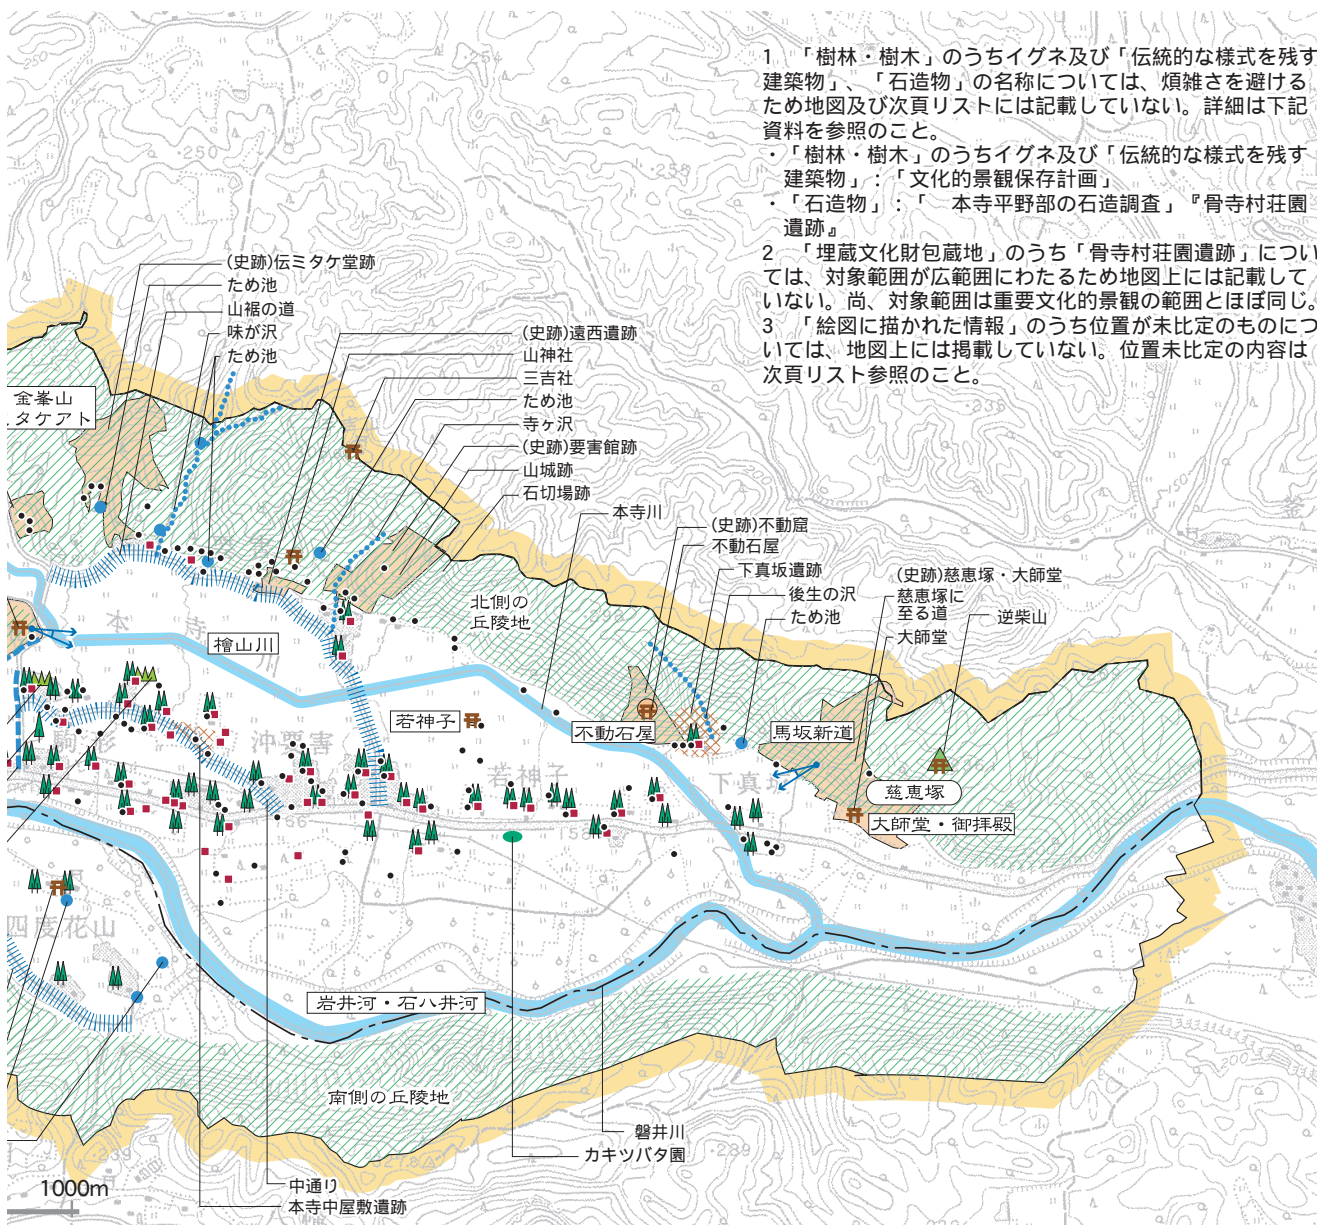 1　「樹林・樹木」のうちイグネ及び「伝統的な様式を残す
建築物」、「石造物」の名称については、煩雑さを避ける
ため地図及び次頁リストには記載していない。詳細は下記
資料を参照のこと。
・「樹林・樹木」のうちイグネ及び「伝統的な様式を残す
建築物」：「文化的景観保存計画」
・「石造物」：「　本寺平野部の石造調査」『骨寺村荘園
遺跡』
2　「埋蔵文化財包蔵地」のうち「骨寺村荘園遺跡」につい
ては、対象範囲が広範囲にわたるため地図上には記載して
いない。尚、対象範囲は重要文化的景観の範囲とほぼ同じ。
3　「絵図に描かれた情報」のうち位置が未比定のものにつ
いては、地図上には掲載していない。位置未比定の内容は
次頁リスト参照のこと。
254
250
258
(史跡)伝ミタケ堂跡
ため池
山裾の道
味が沢
ため池
(史跡)遠西遺跡
山神社
三吉社
ため池
寺ヶ沢
(史跡)要害館跡
山城跡
石切場跡
金峯山
タケアト
本寺川
(史跡)不動窟
不動石屋
下真坂遺跡
後生の沢
ため池
(史跡)慈恵塚・大師堂
慈恵塚に
至る道
大師堂
逆柴山
北側の
丘陵地
本寺
檜山川
若神子
不動石屋
馬坂新道
駒形
沖要害
若神子
下真坂
慈恵塚
大師堂・御拝殿
四度花山
岩井河・石ハ井河
南側の丘陵地
磐井川
カキツバタ園
239
289
1000m
中通り
本寺中屋敷遺跡